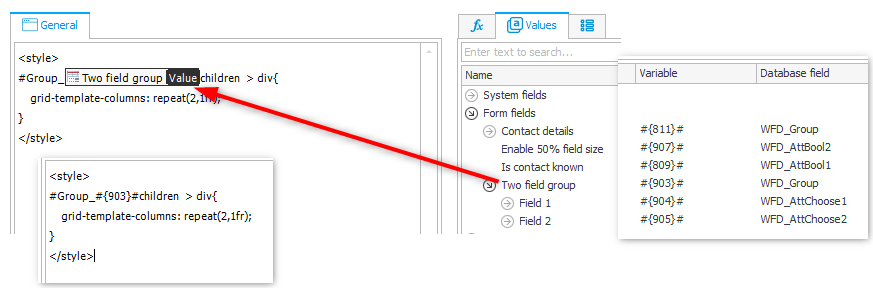 General
<style>
#Group_ Two field group Value children > div{
grid-template-columns: repeat(2,1fr);
}
</style>
<style>
#Group_#{903}#children > div{
grid-template-columns: repeat(2,1fr);
}
</style>
fx Values
Enter text to search...
Name
System fields
Form fields
Contact details
Enable 50% field size
Is contact known
Two field group
Field 1
Field 2
Variable Database field
#{811}# WFD_Group
#{907}# WFD_AttBool2
#{809}# WFD_AttBool1
#{903}# WFD_Group
#{904}# WFD_AttChoose1
#{905}# WFD_AttChoose2